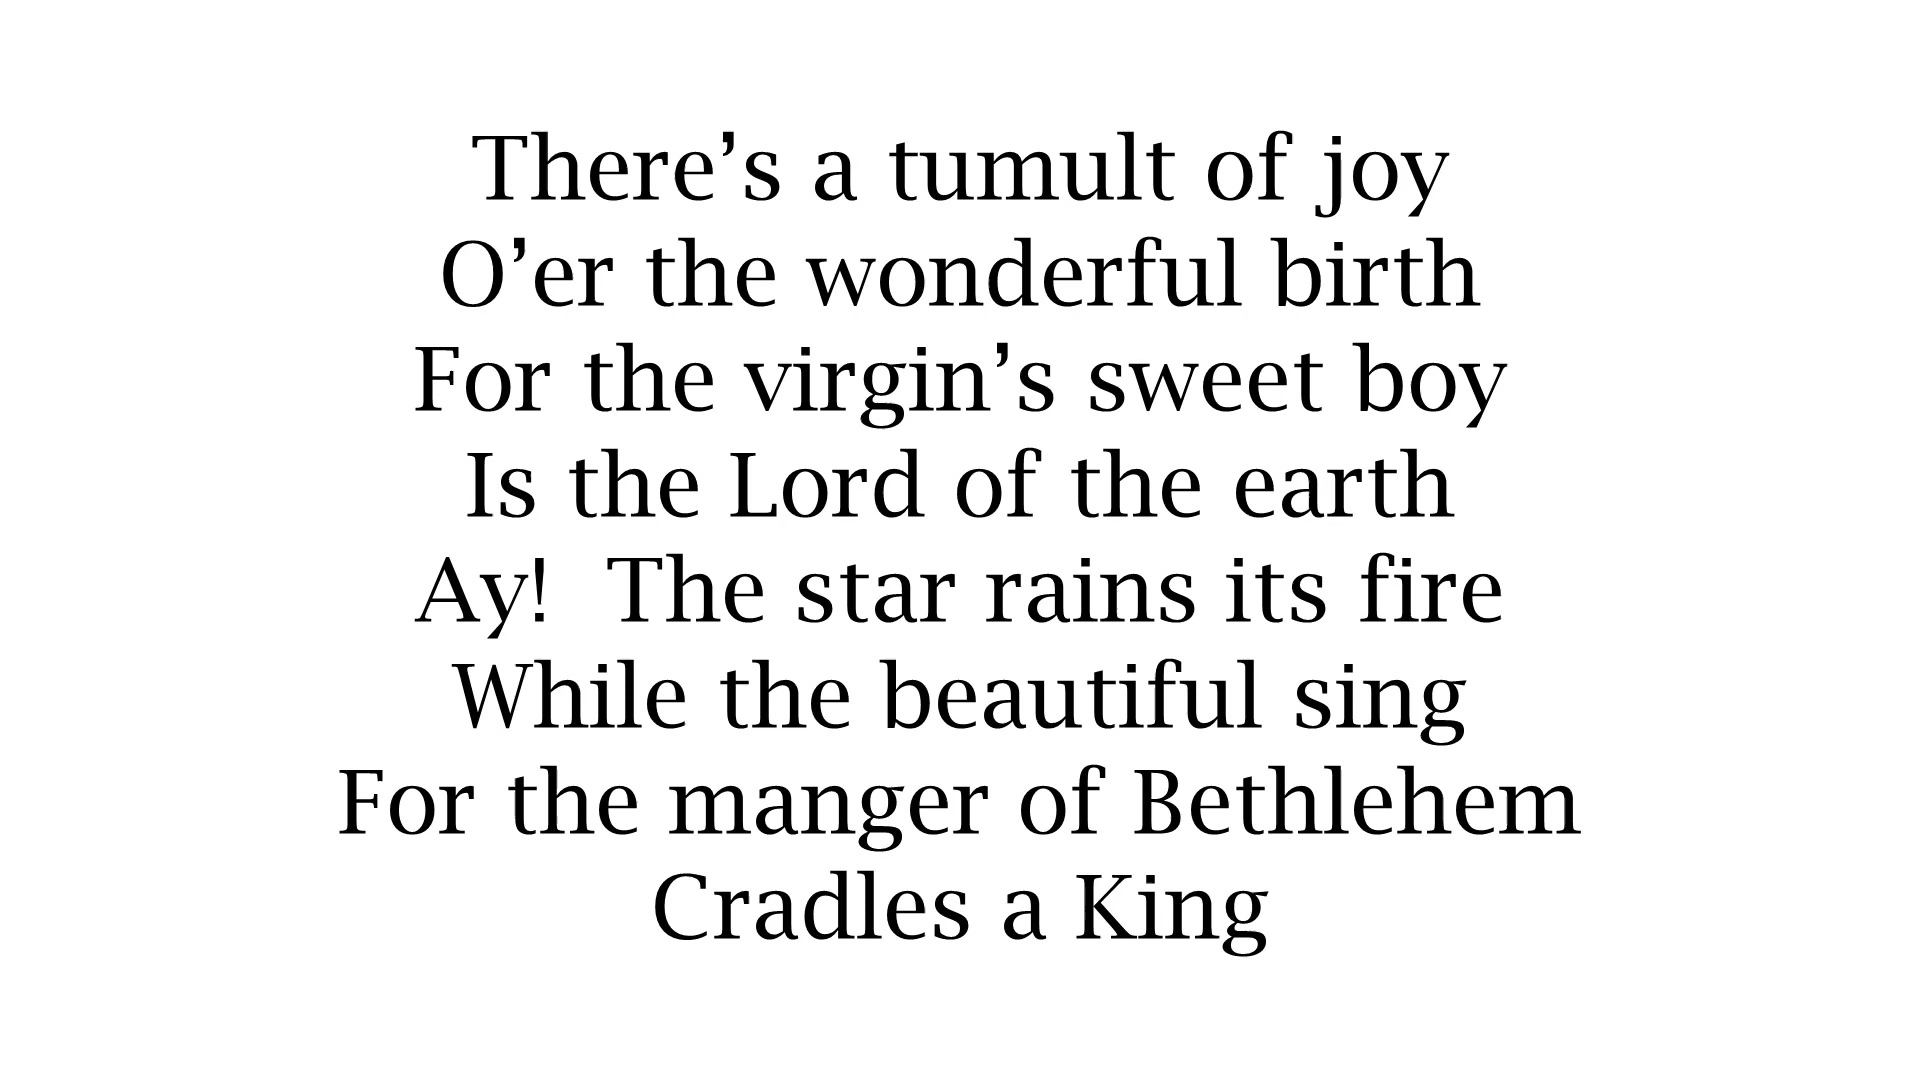 There’s a tumult of joy
O’er the wonderful birth
For the virgin’s sweet boy
Is the Lord of the earth
Ay!  The star rains its fire
While the beautiful sing
For the manger of Bethlehem
Cradles a King